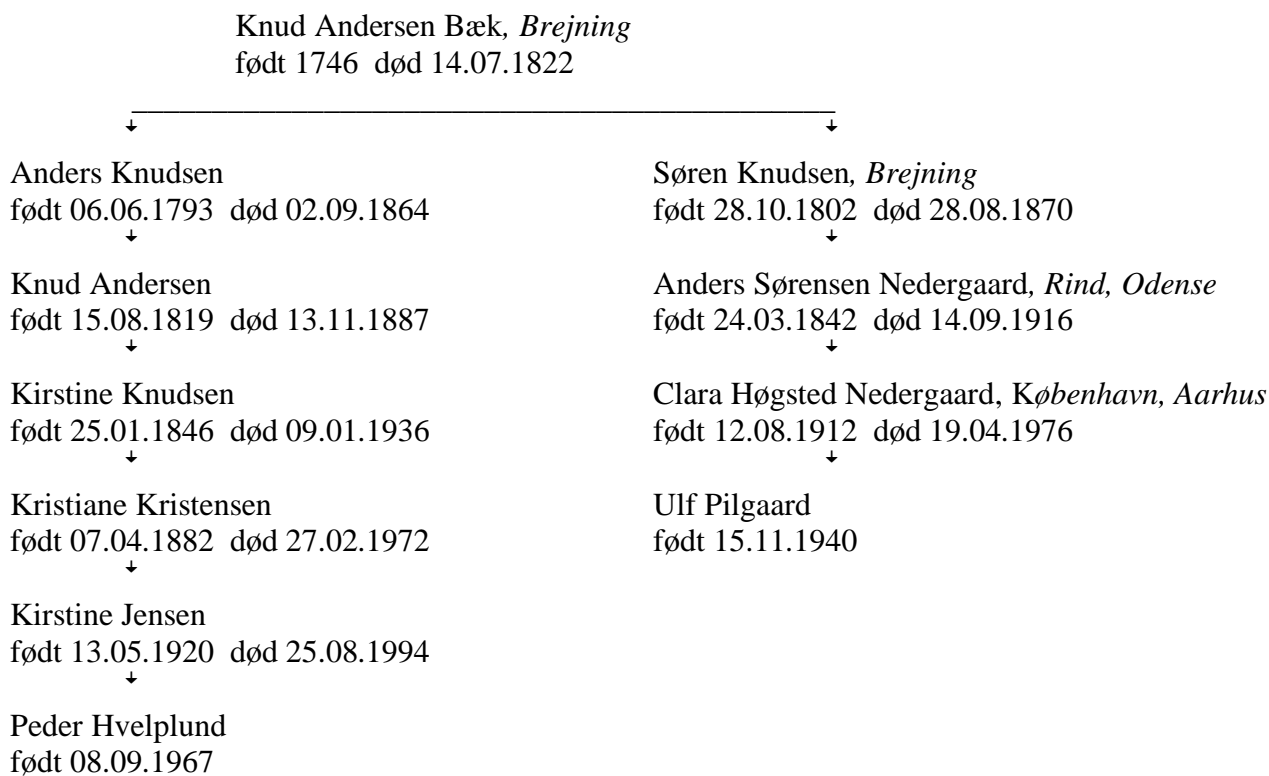 Knud Andersen Bæk, Brejning
født 1746 død 14.07.1822
Anders Knudsen
født 06.06.1793 død 02.09.1864
Knud Andersen
født 15.08.1819 død 13.11.1887
Kirstine Knudsen
født 25.01.1846 død 09.01.1936
Kristiane Kristensen
født 07.04.1882 død 27.02.1972
Kirstine Jensen
født 13.05.1920 død 25.08.1994
Peder Hvelplund
født 08.09.1967
Søren Knudsen, Brejning
født 28.10.1802 død 28.08.1870
Anders Sørensen Nedergaard, Rind, Odense
født 24.03.1842 død 14.09.1916
Clara Høgsted Nedergaard, København, Aarhus
født 12.08.1912 død 19.04.1976
Ulf Pilgaard
født 15.11.1940